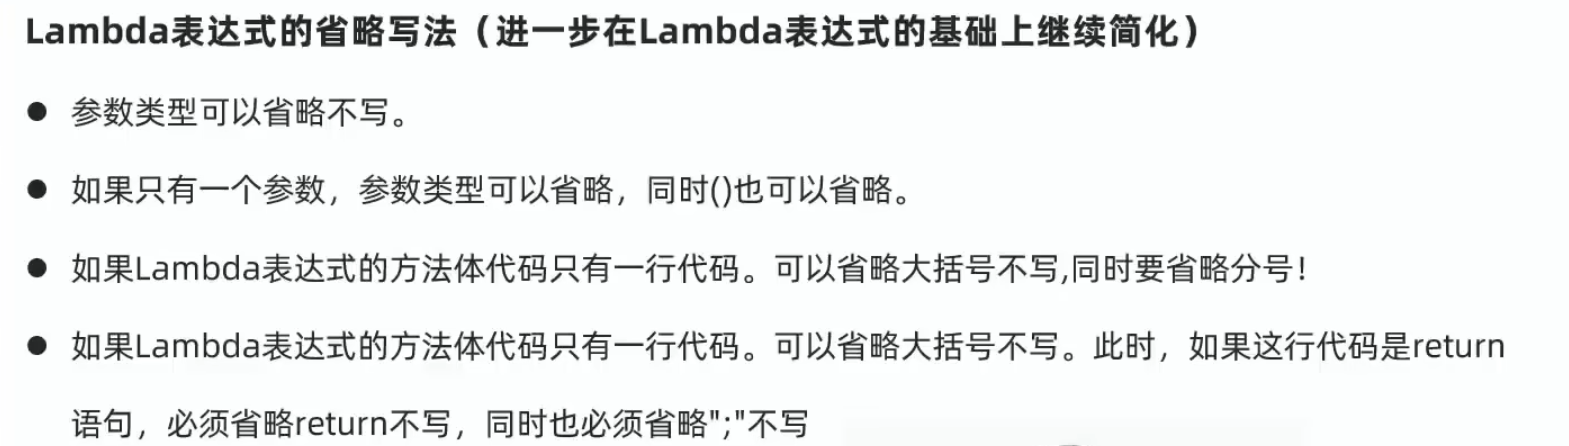 Lambda表达式的省略写法（进一步在Lambda表达式的基础上继续简化）
● 参数类型可以省略不写。
● 如果只有一个参数，参数类型可以省略，同时()也可以省略。
● 如果Lambda表达式的方法体代码只有一行代码。可以省略大括号不写,同时要省略分号！
● 如果Lambda表达式的方法体代码只有一行代码。可以省略大括号不写。此时，如果这行代码是return
语句，必须省略return不写，同时也必须省略";"不写